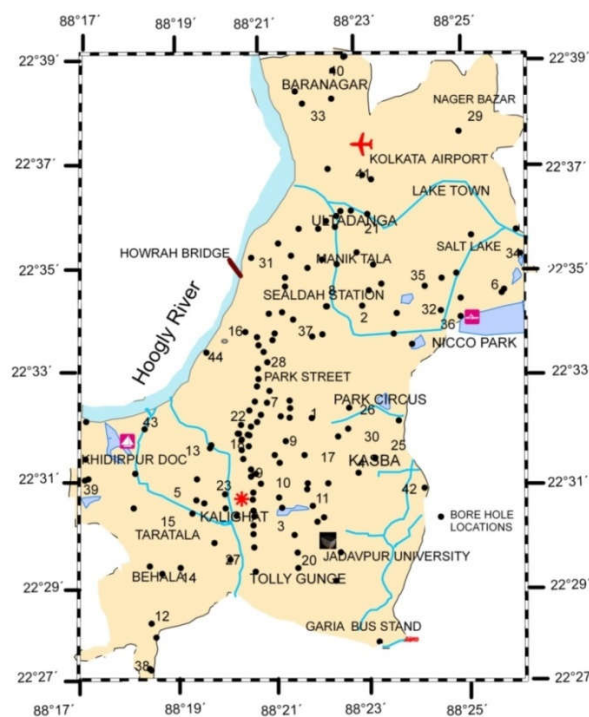 88°17' 88°19' 88°21' 88°23' 88°25'
22°39' 22°39'
40
BARANAGAR
NAGER BAZAR
33 29
KOLKATA AIRPORT
22°37' 22°37'
41
LAKE TOWN
ULTADANGA
21
SALT LAKE
34
HOWRAH BRIDGE
31
MANIK TALA
22°35' 22°35'
35
6
SEALDAH STATION
8
2
32
36
16
37
NICCO PARK
Hoogly River
44
28
22°33' 22°33'
PARK STREET
PARK CIRCUS
7
26
22
1
43
13
18
9
30
25
KHIDIRPUR DOC
17
KASBA
22°31' 22°31'
39
5
23
10
42
11
15
KALIGHAT
BORE HOLE
LOCATIONS
TARATALA
3
JADAVPUR UNIVERSITY
27
20
BEHALA
14
TOLLY GUNGE
22°29' 22°29'
12
GARIA BUS STAND
38
22°27' 22°27'
88°17' 88°19' 88°21' 88°23' 88°25'